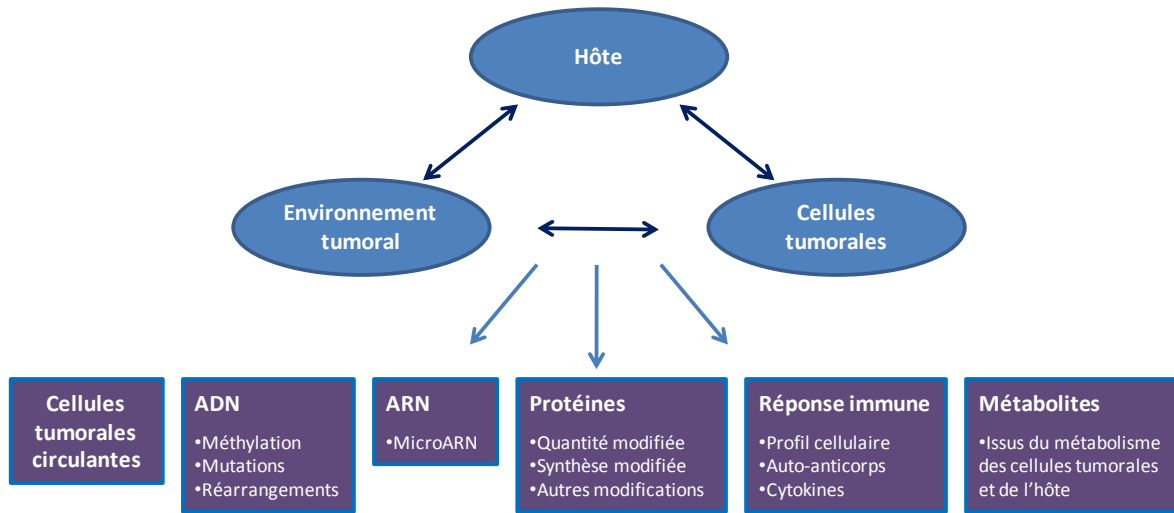 Hôte
Environnement
tumoral
Cellules
tumorales
Cellules
tumorales
circulantes
ADN
•Méthylation
•Mutations
•Réarrangements
ARN
•MicroARN
Protéines
•Quantité modifiée
•Synthèse modifiée
•Autres modifications
Réponse immune
•Profil cellulaire
•Auto-anticorps
•Cytokines
Métabolites
•Issus du métabolisme
des cellules tumorales
et de l’hôte